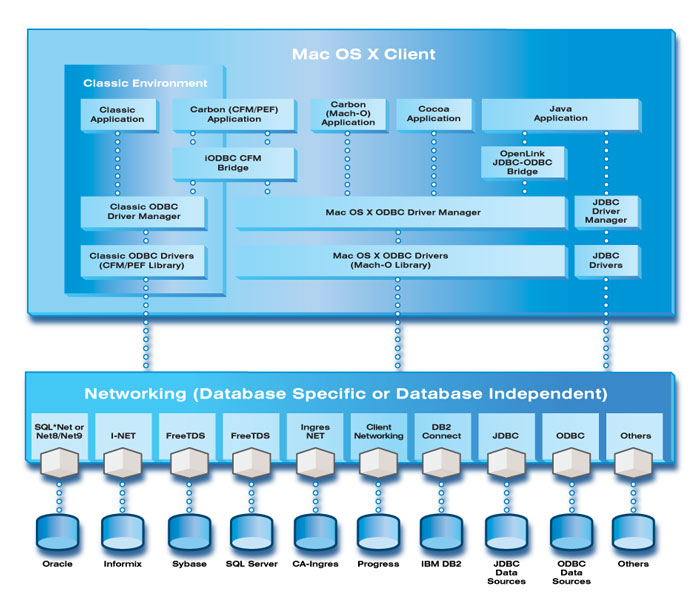 Mac OS X Client
Classic Environment
Classic
Application
Carbon (CFM/PEF)
Application
Carbon
(Mach-O)
Application
Cocoa
Application
Java
Application
iODBC CFM
Bridge
OpenLink
JDBC-ODBC
Bridge
Classic ODBC
Driver Manager
Mac OS X ODBC Driver Manager
JDBC
Driver
Manager
Classic ODBC Drivers
(CFM/PEF Library)
Mac OS X ODBC Drivers
(Mach-O Library)
JDBC
Drivers
Networking (Database Specific or Database Independent)
SQL*Net or
Net8/Net9
I-NET
FreeTDS
FreeTDS
Ingres
NET
Client
Networking
DB2
Connect
JDBC
ODBC
Others
Oracle
Informix
Sybase
SQL Server
CA-Ingres
Progress
IBM DB2
JDBC
Data
Sources
ODBC
Data
Sources
Others